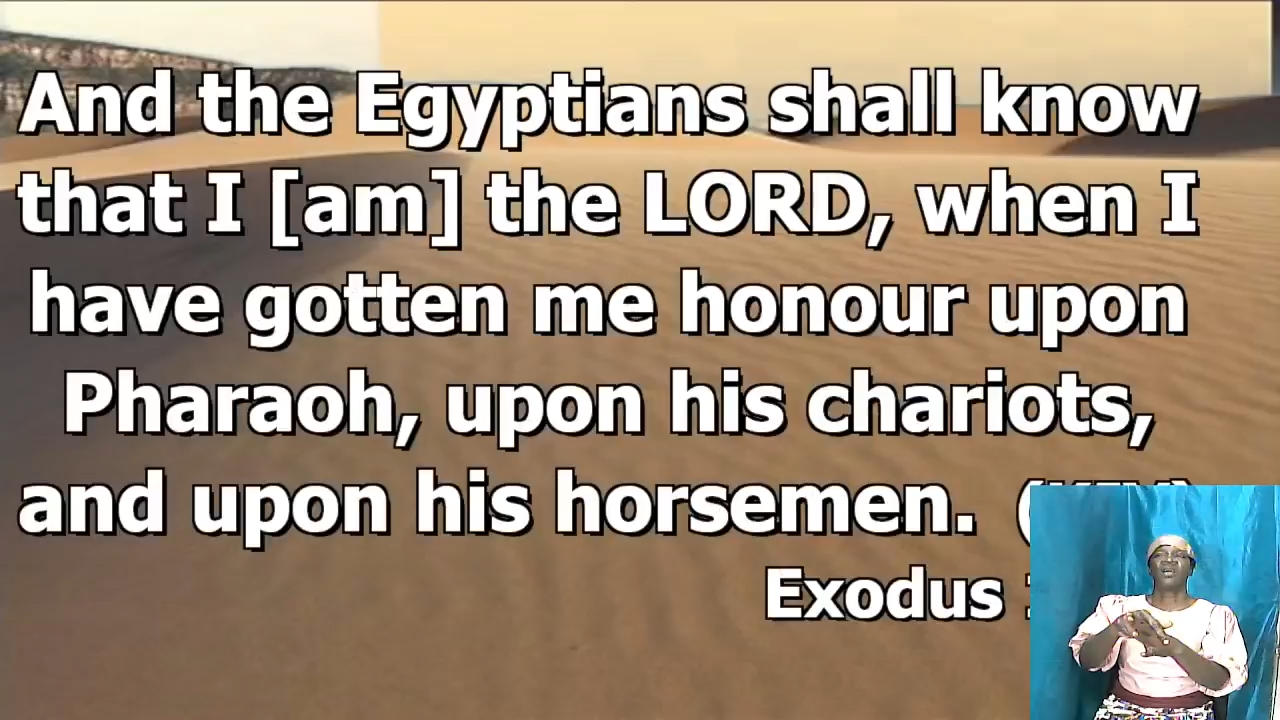 And the Egyptians shall know
that I [am] the LORD, when I
have gotten me honour upon
Pharaoh, upon his chariots,
and upon his horsemen.
Exodus